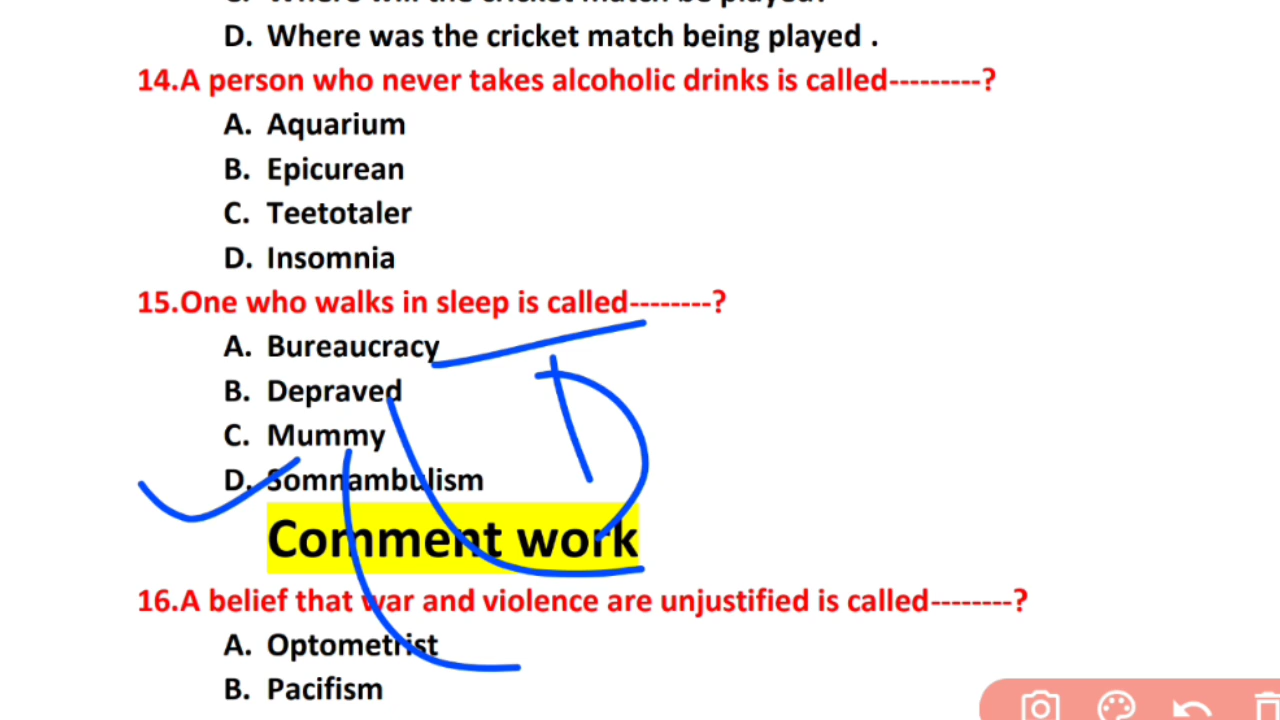 D. Where was the cricket match being played .
14.A person who never takes alcoholic drinks is called---------?
A. Aquarium
B. Epicurean
C. Teetotaler
D. Insomnia
15.One who walks in sleep is called--------?
A. Bureaucracy
B. Depraved
C. Mummy
D. Somnambulism
Comment work
16.A belief that war and violence are unjustified is called--------?
A. Optometrist
B. Pacifism